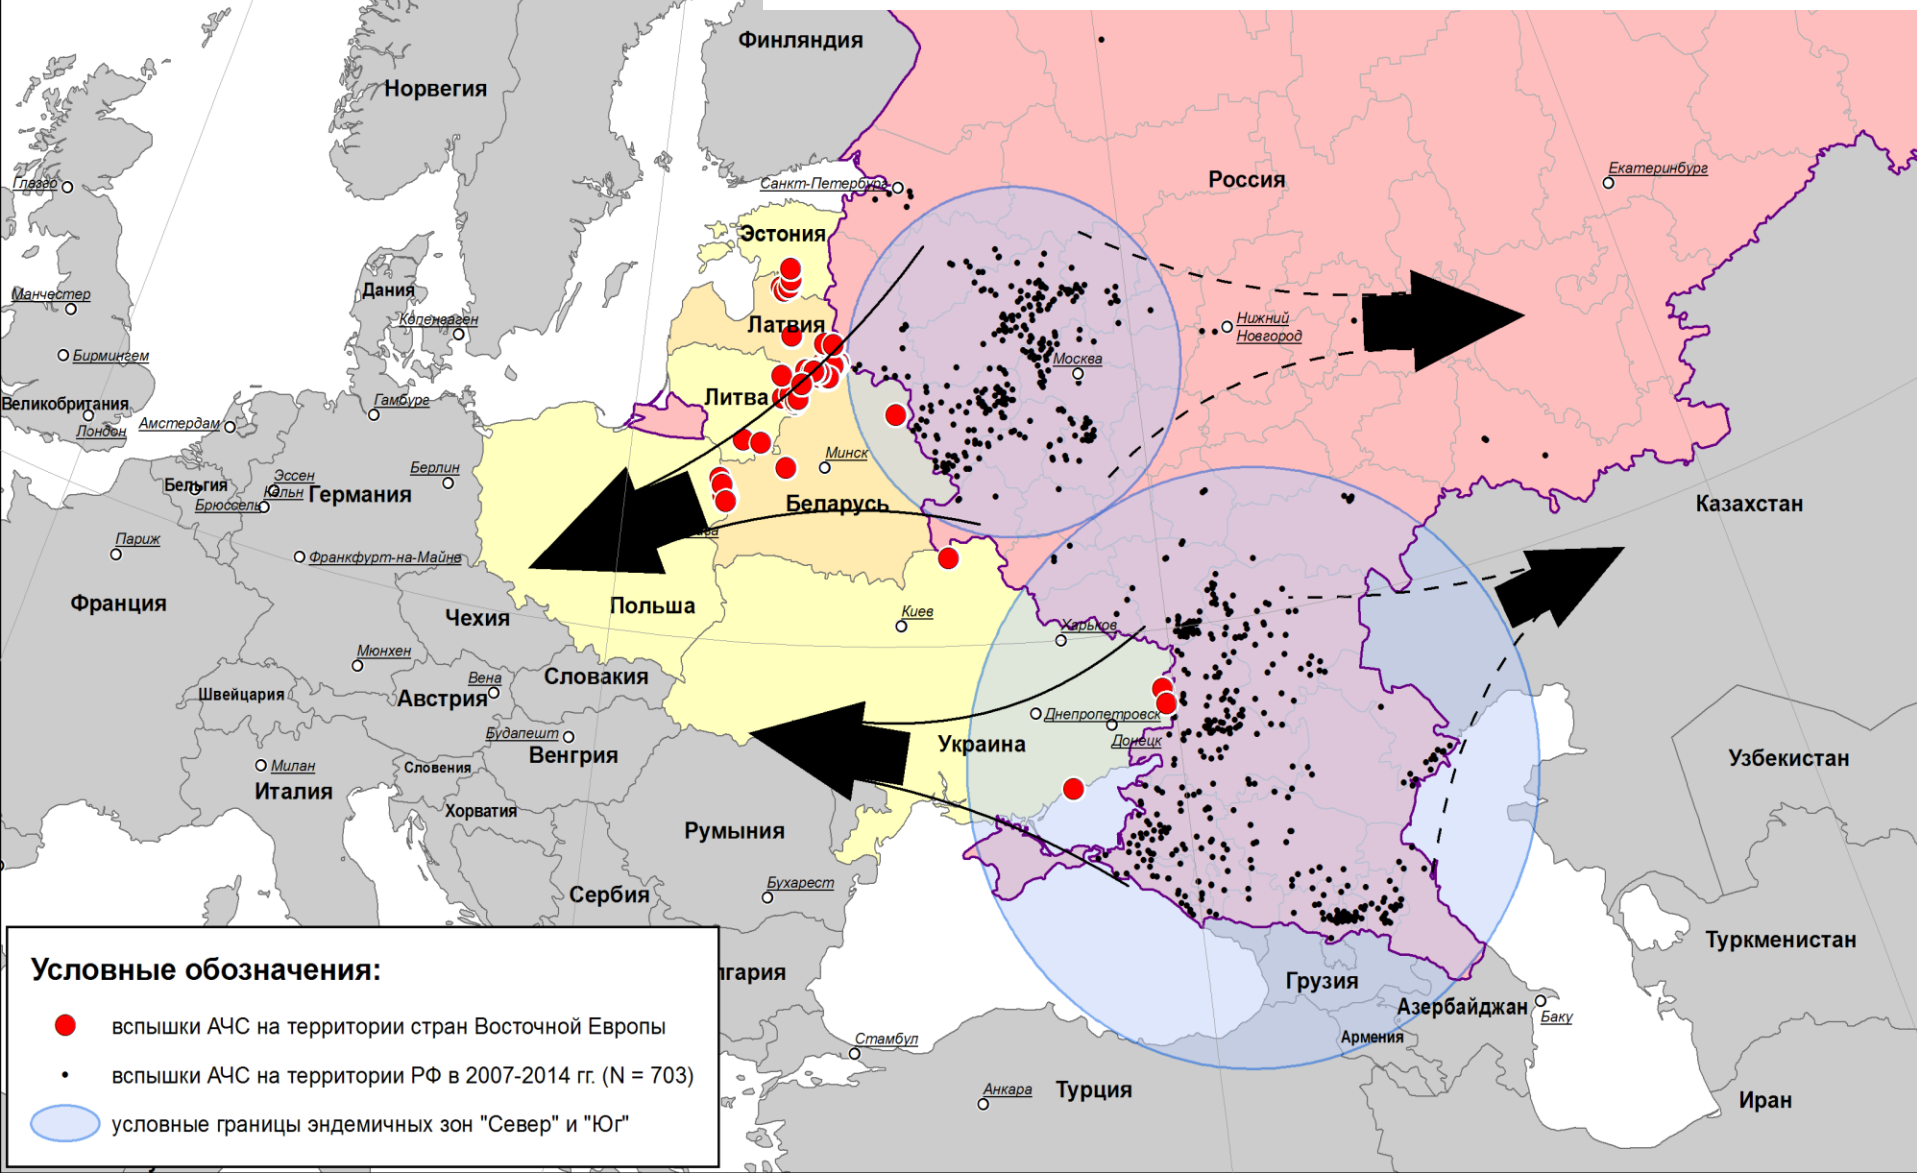 Финляндия
Норвегия
Россия
Екатеринбург
Глазго
Санкт-Петербург
Эстония
Дания
Манчестер
Копенгаген
Латвия
Нижний
Новгород
Бирмингем
Москва
Великобритания
Лондон
Амстердам
Гамбург
Литва
Минск
Берлин
Эссен
Кельн
Бельгия
Брюссель
Германия
Беларусь
Казахстан
Париж
Франкфурт-на-Майне
Франция
Чехия
Польша
Киев
Харьков
Мюнхен
Словакия
Вена
Швейцария
Австрия
Днепропетровск
Донецк
Будапешт
Венгрия
Украина
Узбекистан
Милан
Словения
Италия
Хорватия
Румыния
Бухарест
Сербия
Туркменистан
лгария
Грузия
Азербайджан
Баку
Армения
Стамбул
Анкара
Турция
Иран
Условные обозначения:
вспышки АЧС на территории стран Восточной Европы
вспышки АЧС на территории РФ в 2007-2014 гг. (N = 703)
условные границы эндемичных зон "Север" и "Юг"